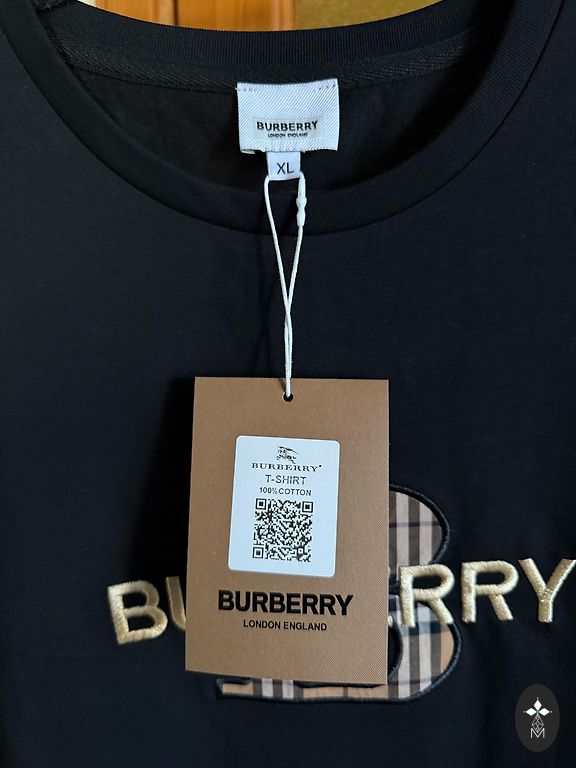 BURBERRY
LONDON ENGLAND
XL
BURBERRY
T-SHIRT
100%COTTON
BURBERRY
LONDON ENGLAND
BU RRY
M